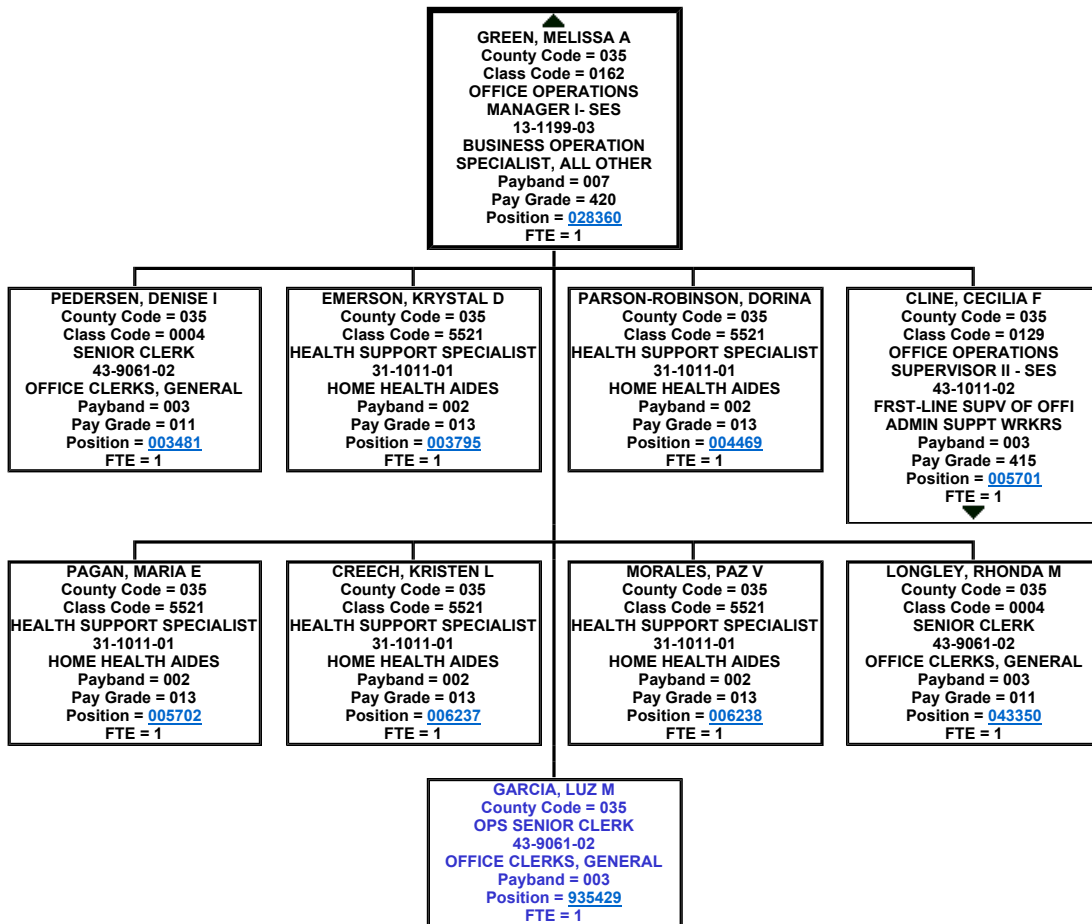 GREEN, MELISSA A
County Code = 035
Class Code = 0162
OFFICE OPERATIONS
MANAGER I- SES
13-1199-03
BUSINESS OPERATION
SPECIALIST, ALL OTHER
Payband = 007
Pay Grade = 420
Position = 028360
FTE = 1
PEDERSEN, DENISE I
County Code = 035
Class Code = 0004
SENIOR CLERK
43-9061-02
OFFICE CLERKS, GENERAL
Payband = 003
Pay Grade = 011
Position = 003481
FTE = 1
EMERSON, KRYSTAL D
County Code = 035
Class Code = 5521
HEALTH SUPPORT SPECIALIST
31-1011-01
HOME HEALTH AIDES
Payband = 002
Pay Grade = 013
Position = 003795
FTE = 1
PARSON-ROBINSON, DORINA
County Code = 035
Class Code = 5521
HEALTH SUPPORT SPECIALIST
31-1011-01
HOME HEALTH AIDES
Payband = 002
Pay Grade = 013
Position = 004469
FTE = 1
CLINE, CECILIA F
County Code = 035
Class Code = 0129
OFFICE OPERATIONS
SUPERVISOR II - SES
43-1011-02
FRST-LINE SUPV OF OFFI
ADMIN SUPPT WRKRS
Payband = 003
Pay Grade = 415
Position = 005701
FTE = 1
PAGAN, MARIA E
County Code = 035
Class Code = 5521
HEALTH SUPPORT SPECIALIST
31-1011-01
HOME HEALTH AIDES
Payband = 002
Pay Grade = 013
Position = 005702
FTE = 1
CREECH, KRISTEN L
County Code = 035
Class Code = 5521
HEALTH SUPPORT SPECIALIST
31-1011-01
HOME HEALTH AIDES
Payband = 002
Pay Grade = 013
Position = 006237
FTE = 1
MORALES, PAZ V
County Code = 035
Class Code = 5521
HEALTH SUPPORT SPECIALIST
31-1011-01
HOME HEALTH AIDES
Payband = 002
Pay Grade = 013
Position = 006238
FTE = 1
LONGLEY, RHONDA M
County Code = 035
Class Code = 0004
SENIOR CLERK
43-9061-02
OFFICE CLERKS, GENERAL
Payband = 003
Pay Grade = 011
Position = 043350
FTE = 1
GARCIA, LUZ M
County Code = 035
OPS SENIOR CLERK
43-9061-02
OFFICE CLERKS, GENERAL
Payband = 003
Position = 935429
FTE = 1